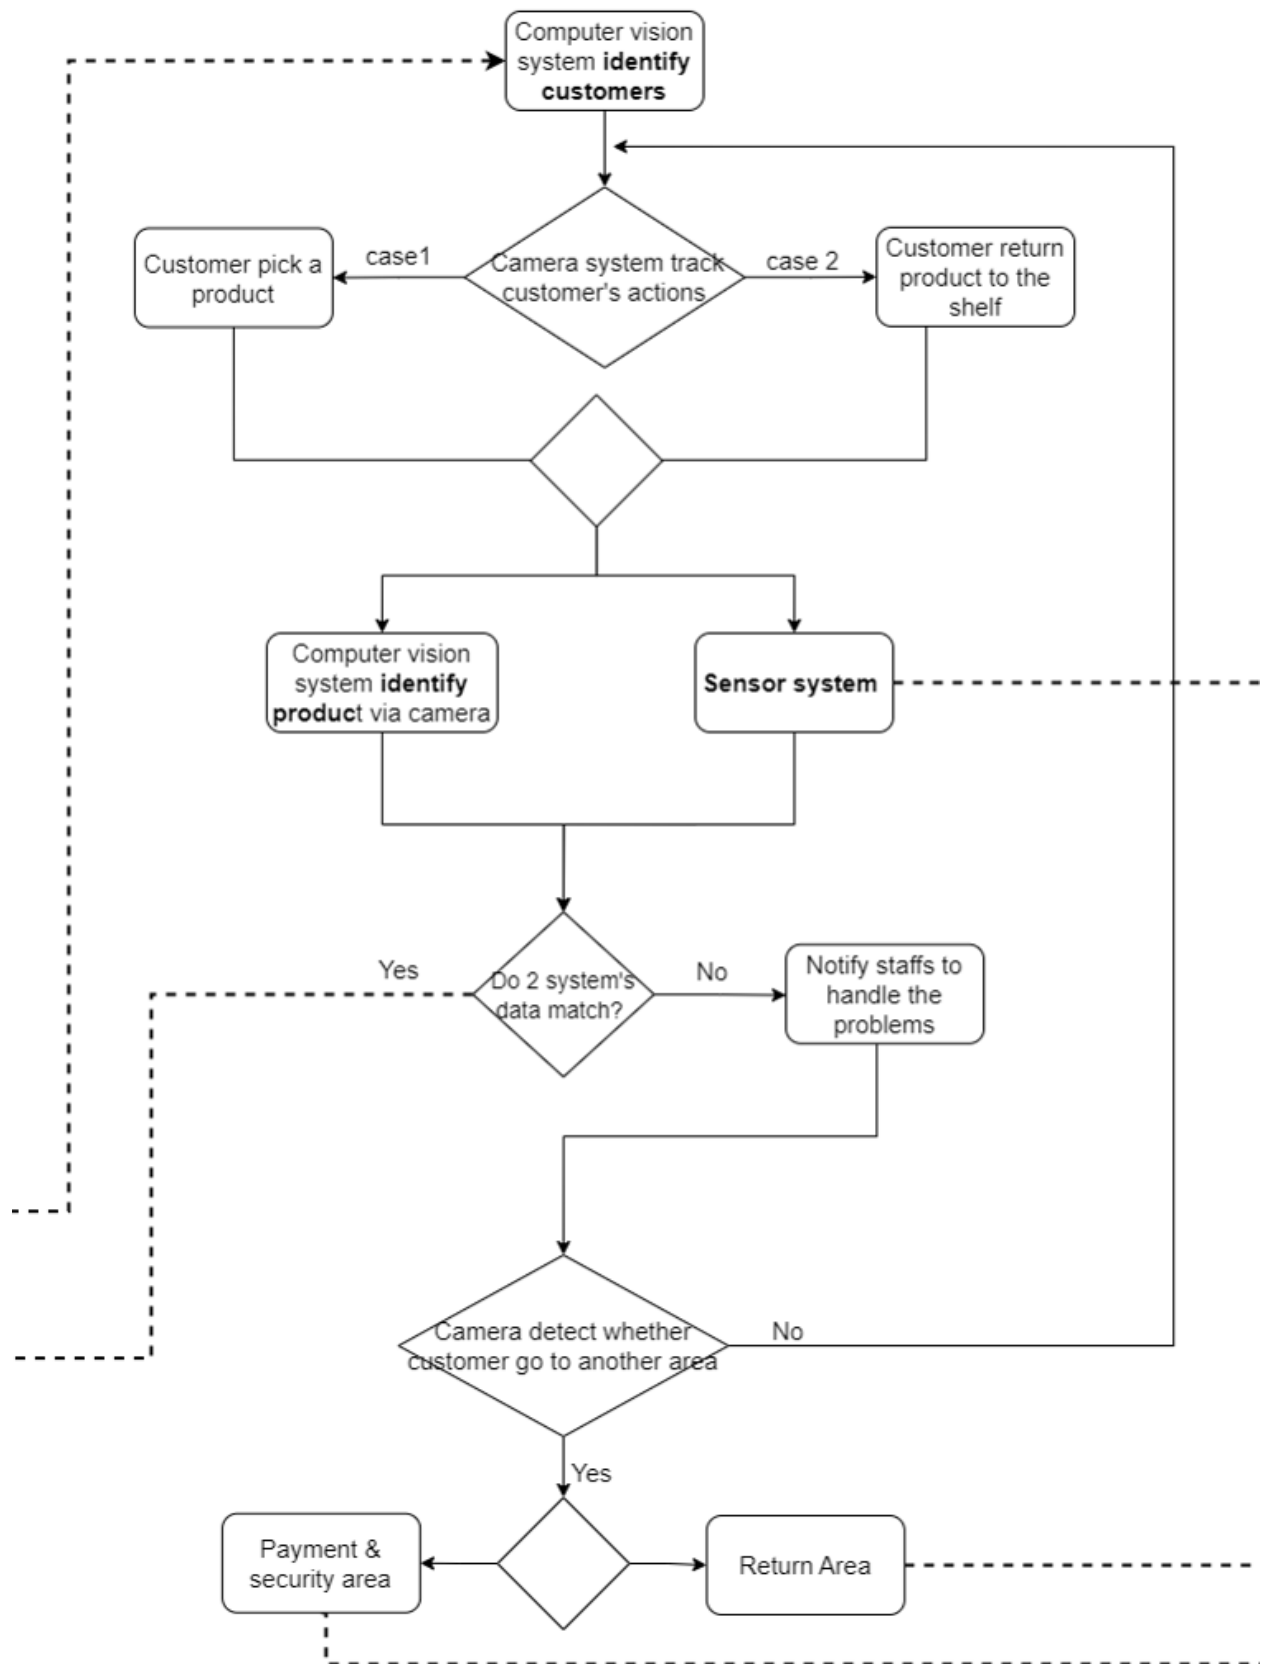 Computer vision
system identify
customers
case1
case 2
Customer pick a
product
Camera system track
customer's actions
Customer return
product to the
shelf
Computer vision
system identify
product via camera
Sensor system
Yes
Do 2 system's
data match?
No
Notify staffs to
handle the
problems
Camera detect whether
customer go to another area
No
Yes
Payment &
security area
Return Area